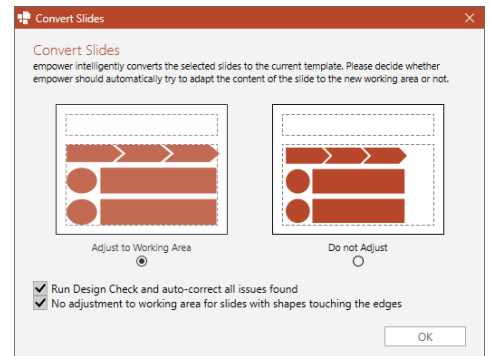 Convert Slides
Convert Slides
empower intelligently converts the selected slides to the current template. Please decide whether
empower should automatically try to adapt the content of the slide to the new working area or not.
Adjust to Working Area
Do not Adjust
Run Design Check and auto-correct all issues found
No adjustment to working area for slides with shapes touching the edges
OK